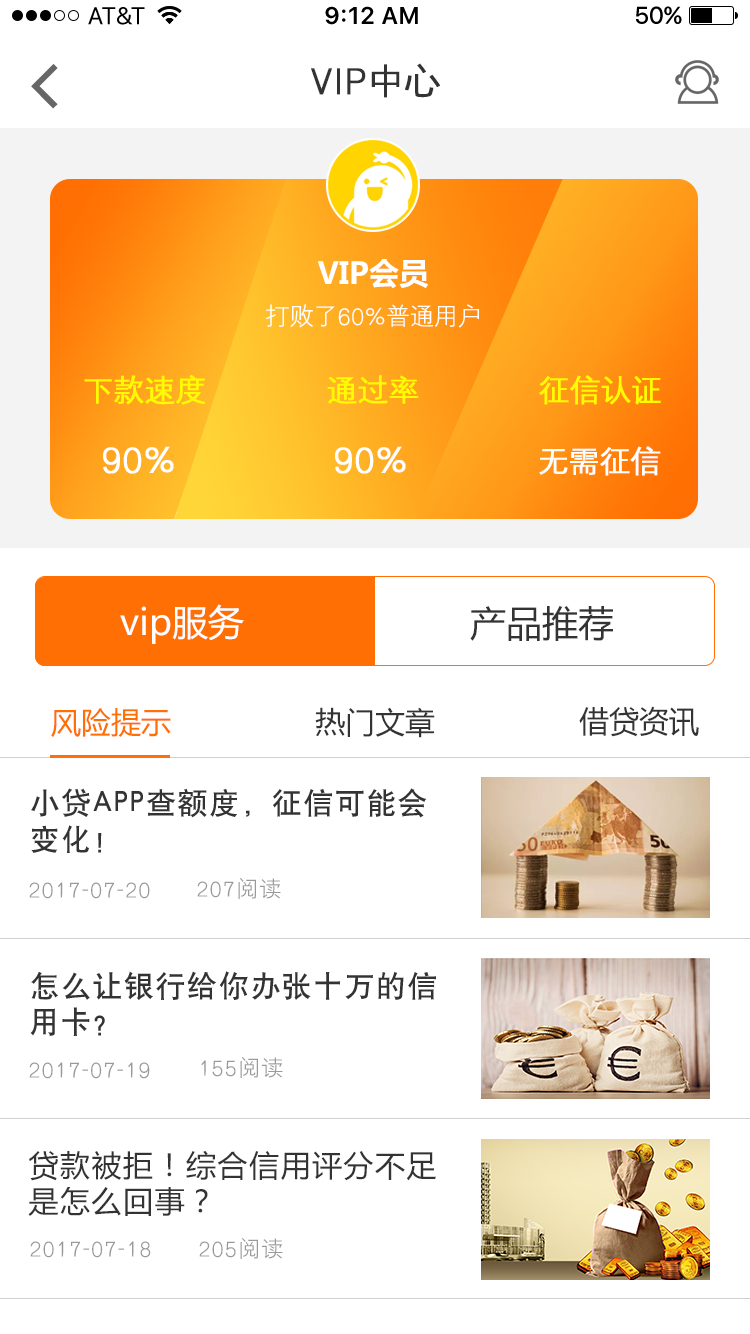 AT&T 9:12 AM 50%
VIP中心
VIP会员
打败了60%普通用户
下款速度 通过率 征信认证
90% 90% 无需征信
vip服务 产品推荐
风险提示 热门文章 借贷资讯
小贷APP查额度，征信可能会
变化！
2017-07-20 207阅读
怎么让银行给你办张十万的信
用卡？
2017-07-19 155阅读
贷款被拒！综合信用评分不足
是怎么回事？
2017-07-18 205阅读